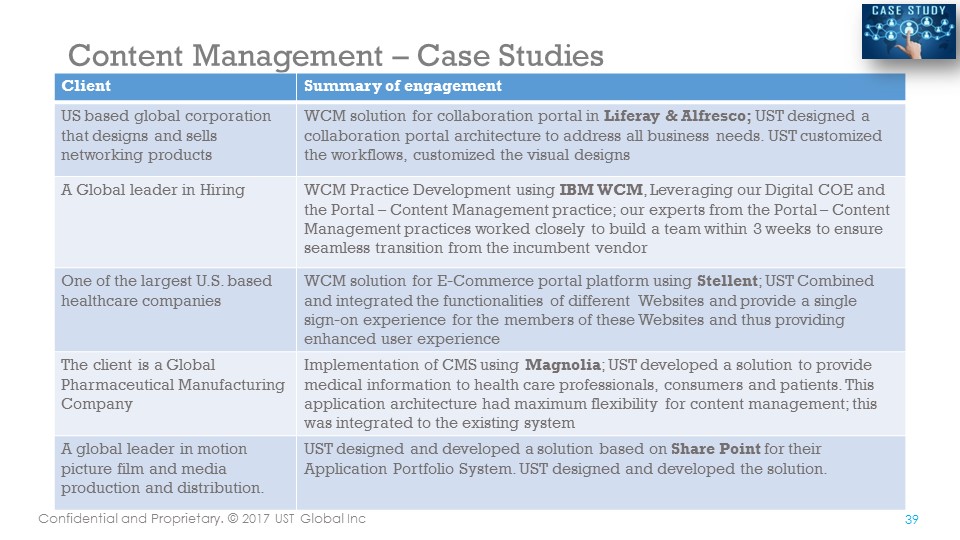 CASE STUDY
Content Management – Case Studies
Client
Summary of engagement
US based global corporation
that designs and sells
networking products
WCM solution for collaboration portal in Liferay & Alfresco; UST designed a
collaboration portal architecture to address all business needs. UST customized
the workflows, customized the visual designs
A Global leader in Hiring
WCM Practice Development using IBM WCM, Leveraging our Digital COE and
the Portal – Content Management practice; our experts from the Portal – Content
Management practices worked closely to build a team within 3 weeks to ensure
seamless transition from the incumbent vendor
One of the largest U.S. based
healthcare companies
WCM solution for E-Commerce portal platform using Stellent; UST Combined
and integrated the functionalities of different Websites and provide a single
sign-on experience for the members of these Websites and thus providing
enhanced user experience
The client is a Global
Pharmaceutical Manufacturing
Company
Implementation of CMS using Magnolia; UST developed a solution to provide
medical information to health care professionals, consumers and patients. This
application architecture had maximum flexibility for content management; this
was integrated to the existing system
A global leader in motion
picture film and media
production and distribution.
UST designed and developed a solution based on Share Point for their
Application Portfolio System. UST designed and developed the solution.
Confidential and Proprietary. © 2017 UST Global Inc
39